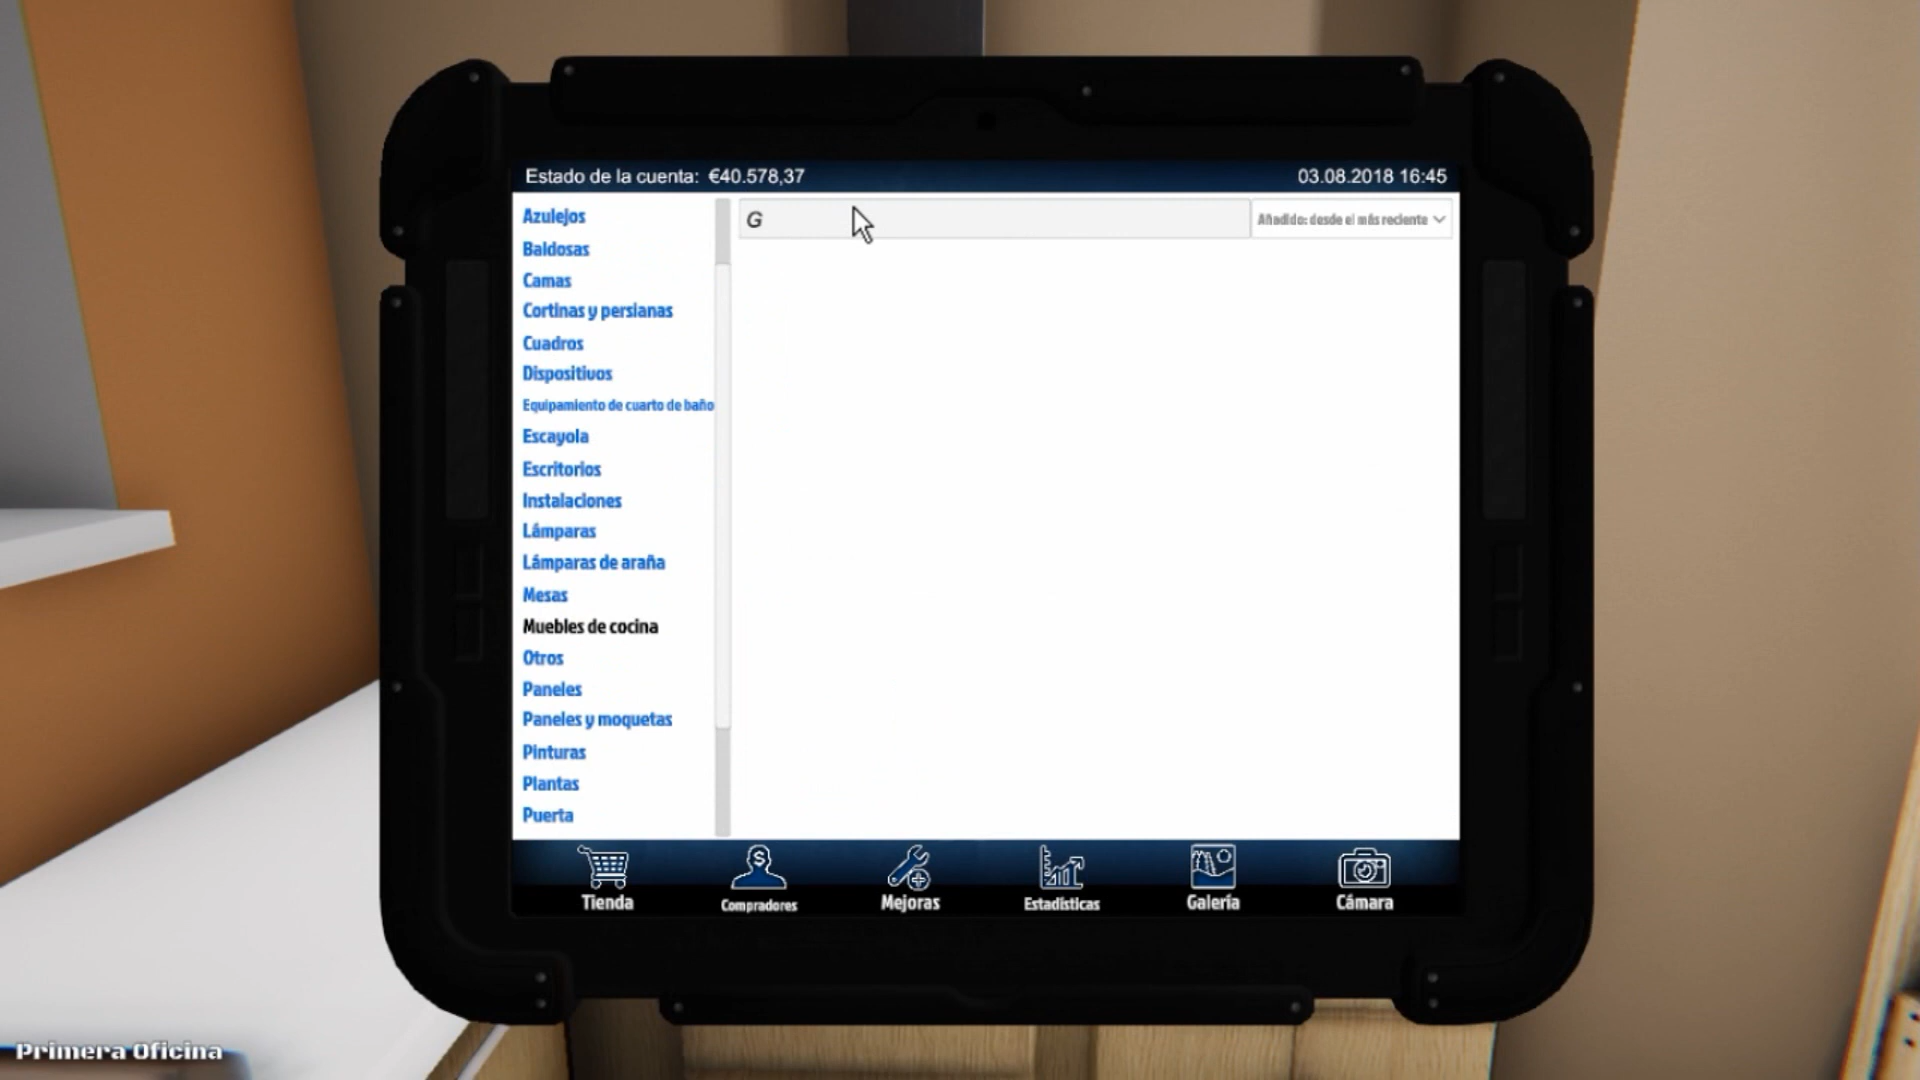 Estado de la cuenta: €40.578,37
03.08.2018 16:45
G
Añadido: desde el más reciente
Azulejos
Baldosas
Camas
Cortinas y persianas
Cuadros
Dispositivos
Equipamiento de cuarto de baño
Escayola
Escritorios
Instalaciones
Lámparas
Lámparas de araña
Mesas
Muebles de cocina
Otros
Paneles
Paneles y moquetas
Pinturas
Plantas
Puerta
Tienda
Compradores
Mejoras
Estadísticas
Galería
Cámara
Primera Oficina